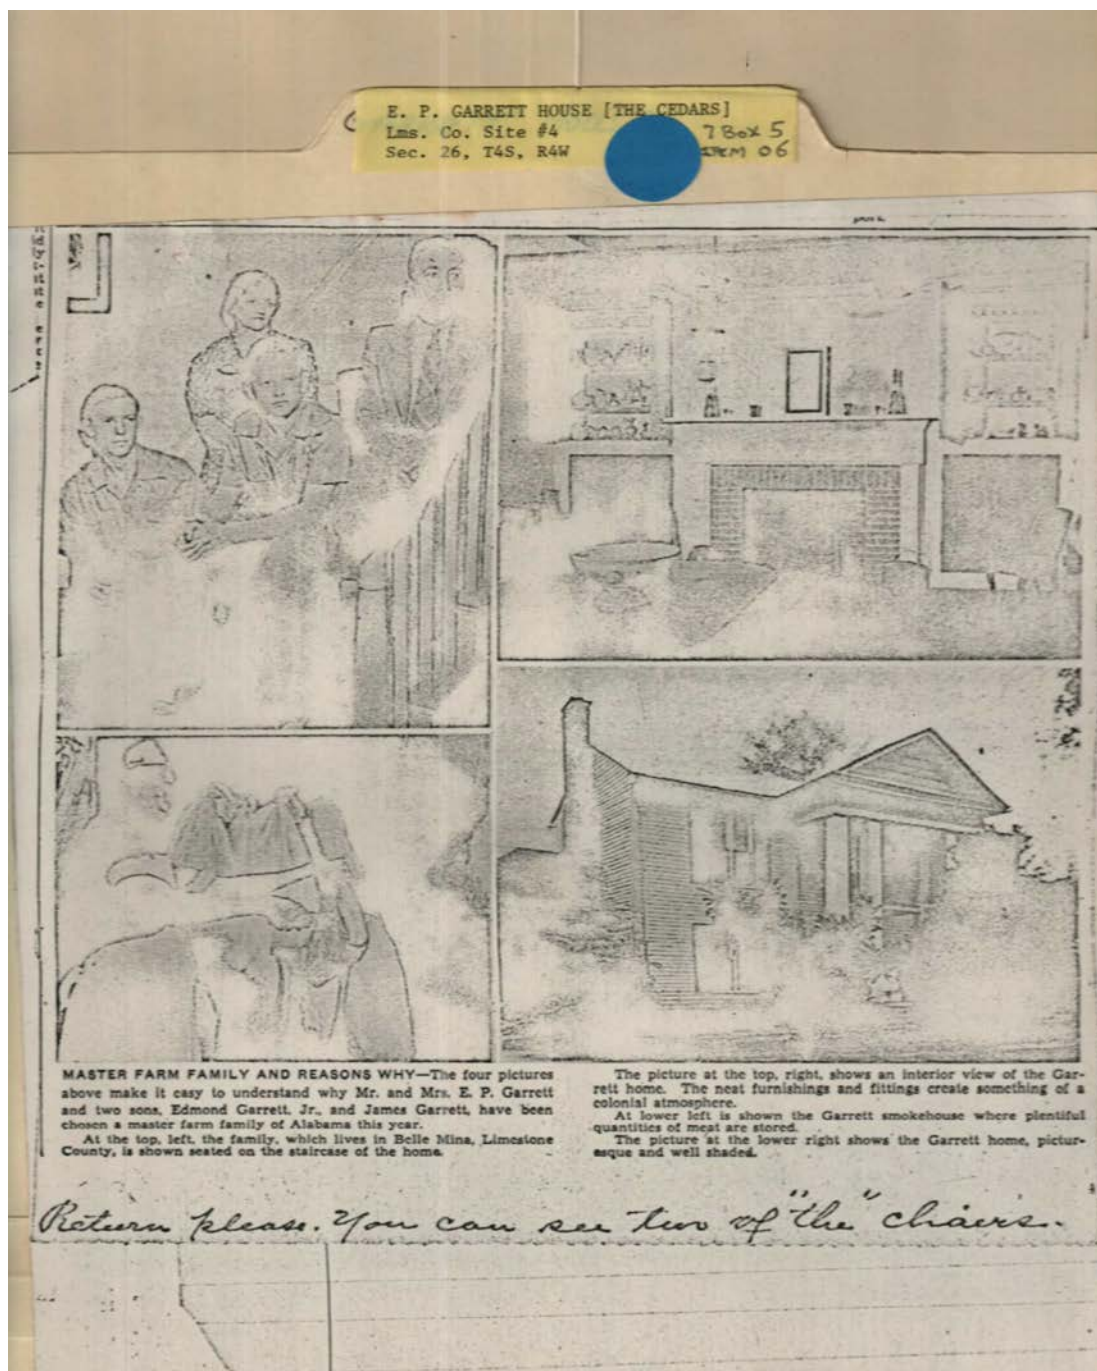 E. P. GARRETT HOUSE [THE CEDARS]
Lms. Co. Site #4 7 Box 5
Sec. 26, T4S, R4W ITEM 06
MASTER FARM FAMILY AND REASONS WHY—The four pictures
above make it easy to understand why Mr. and Mrs. E. P. Garrett
and two sons, Edmond Garrett, Jr., and James Garrett, have been
chosen a master farm family of Alabama this year.
At the top, left, the family, which lives in Belle Mina, Limestone
County, is shown seated on the staircase of the home.
The picture at the top, right, shows an interior view of the Gar-
rett home. The neat furnishings and fittings create something of a
colonial atmosphere.
At lower left is shown the Garrett smokehouse where plentiful
quantities of meat are stored.
The picture at the lower right shows the Garrett home, pictur-
esque and well shaded.
Return please. You can see two of "the" chairs.